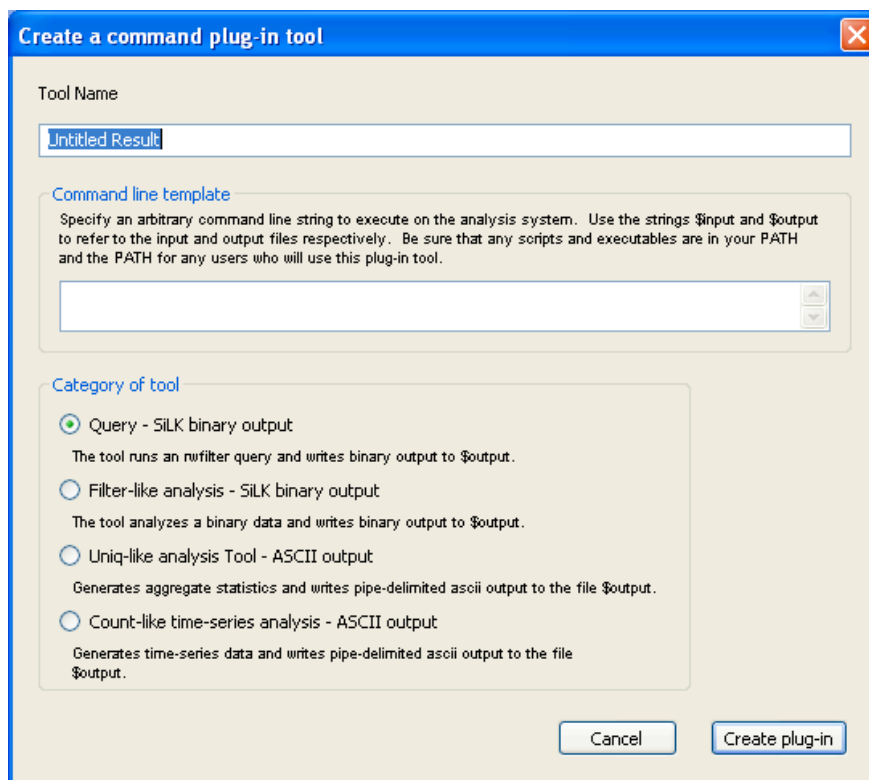 Create a command plug-in tool
Tool Name
Untitled Result
Command line template
Specify an arbitrary command line string to execute on the analysis system. Use the strings $input and $output
to refer to the input and output files respectively. Be sure that any scripts and executables are in your PATH
and the PATH for any users who will use this plug-in tool.
Category of tool
Query - SiLK binary output
The tool runs an rwfilter query and writes binary output to $output.
Filter-like analysis - SiLK binary output
The tool analyzes a binary data and writes binary output to $output.
Uniq-like analysis Tool - ASCII output
Generates aggregate statistics and writes pipe-delimited ascii output to the file $output.
Count-like time-series analysis - ASCII output
Generates time-series data and writes pipe-delimited ascii output to the file
$output.
Cancel
Create plug-in